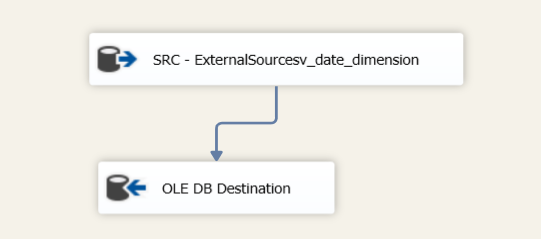 SRC - ExternalSourcesv_date_dimension
OLE DB Destination